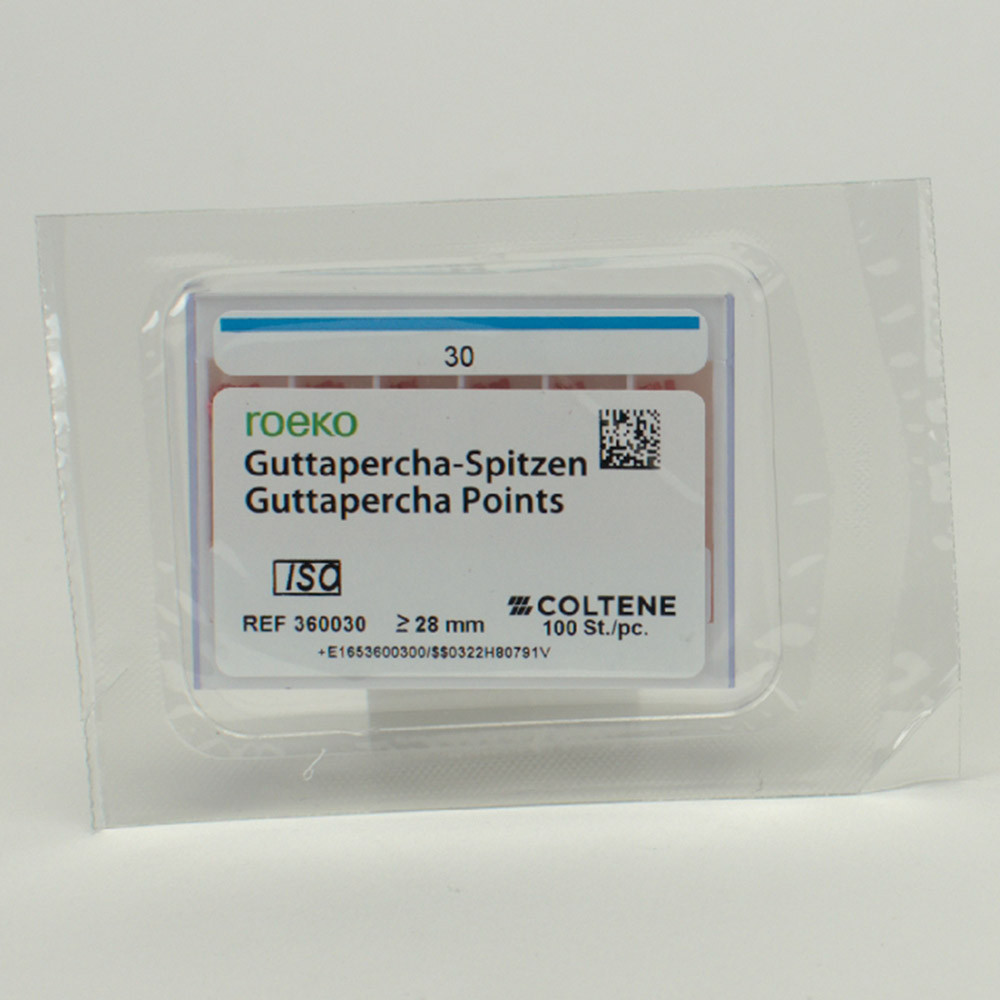 30
roeko
Guttapercha-Spitzen
Guttapercha Points
ISO
COLTENE
REF 360030 ≥ 28 mm 100 St./pc.
+E1653600300/$$0322H80791V